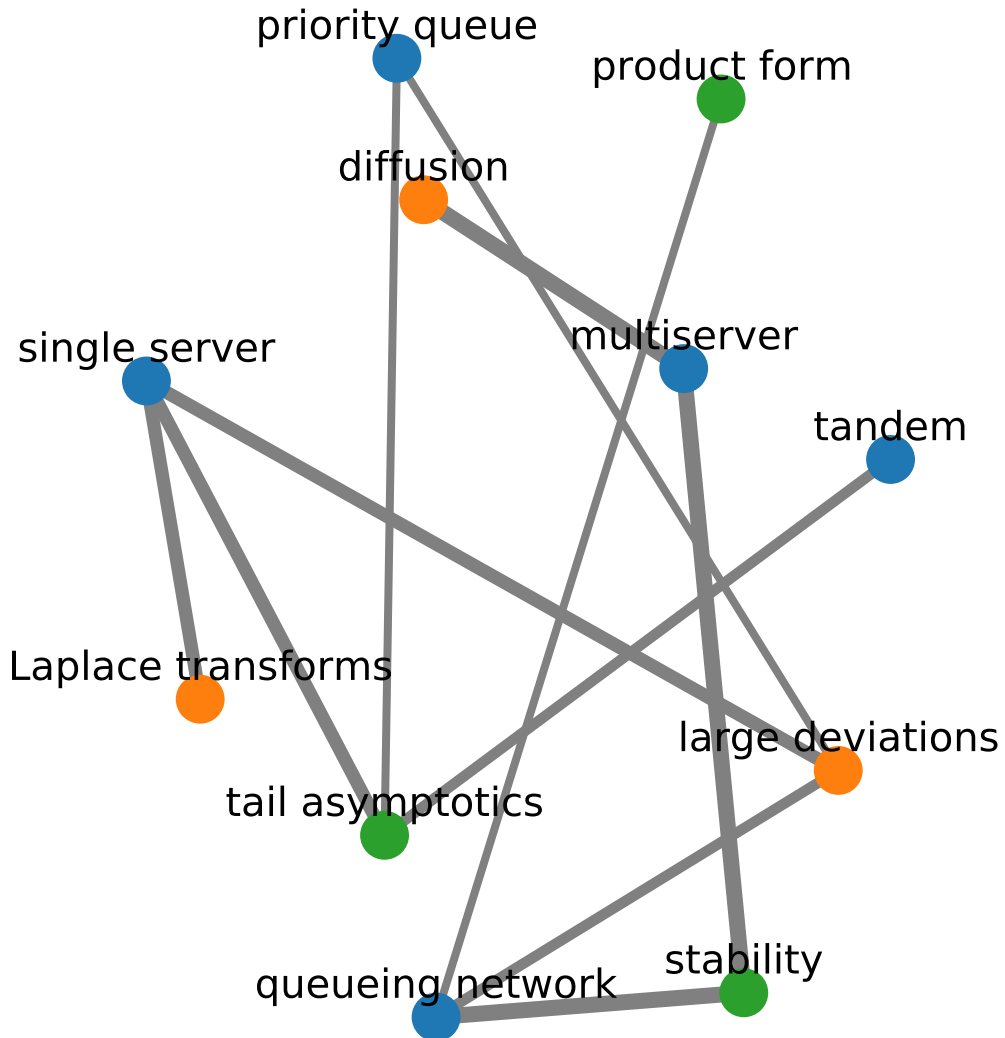 priority queue
product form
diffusion
multiserver
single server
tandem
Laplace transforms
large deviations
tail asymptotics
stability
queueing network